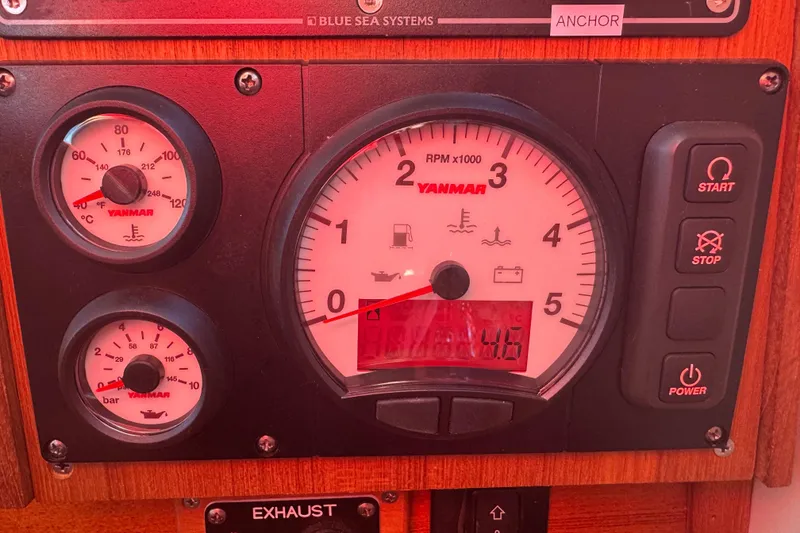 BLUE SEA SYSTEMS
ANCHOR
80
60 100
176
140 212
40 °F 248 120
°C YANMAR
RPM x1000
2 3
YANMAR
1 4
0 5
4.6
START
STOP
POWER
4 6
58 87
2 8
29 116
0 145 10
bar YANMAR
EXHAUST